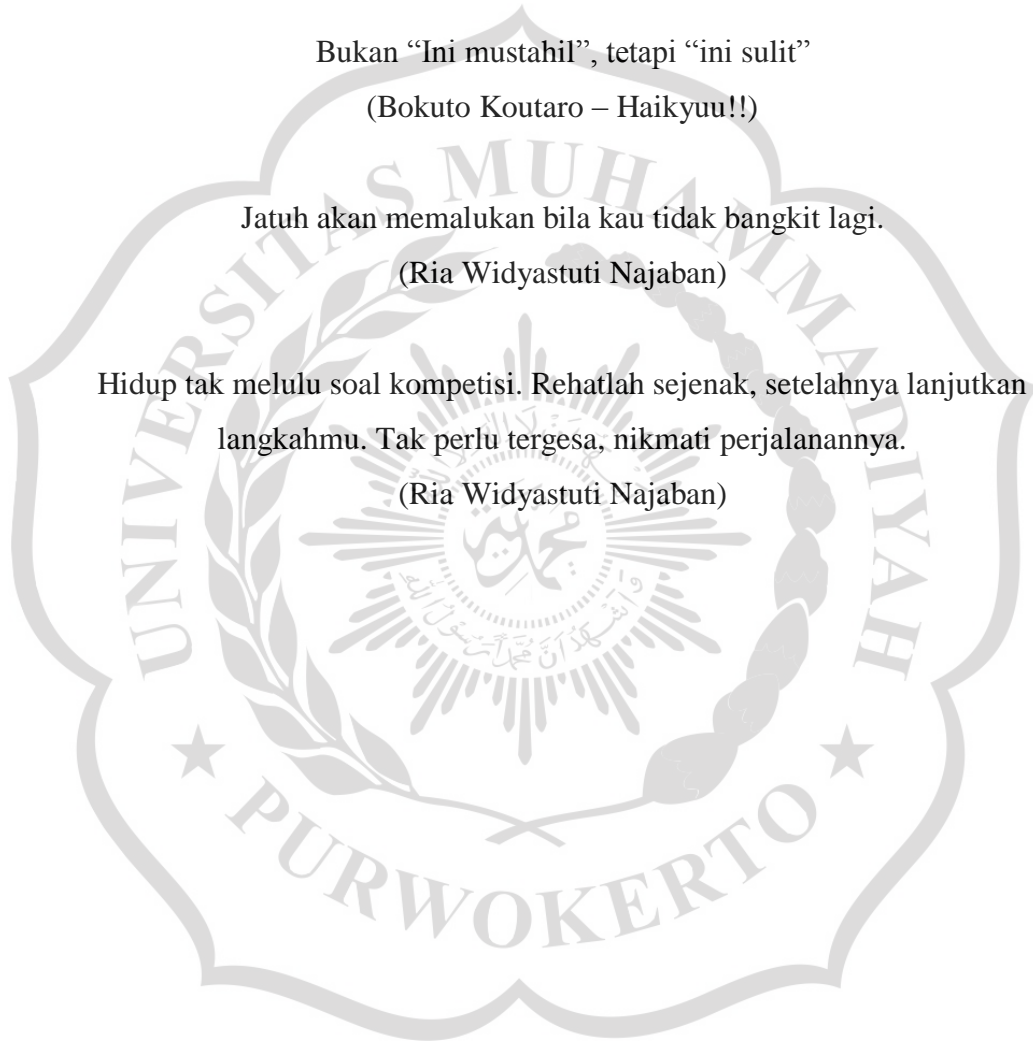 Bukan “Ini mustahil”, tetapi “ini sulit”
(Bokuto Koutaro – Haikyuu!!)
Jatuh akan memalukan bila kau tidak bangkit lagi.
(Ria Widyastuti Najaban)
Hidup tak melulu soal kompetisi. Rehatlah sejenak, setelahnya lanjutkan
langkahmu. Tak perlu tergesa, nikmati perjalanannya.
(Ria Widyastuti Najaban)
UNIVERSITAS MUHAMMADIYAH
PURWOKERTO